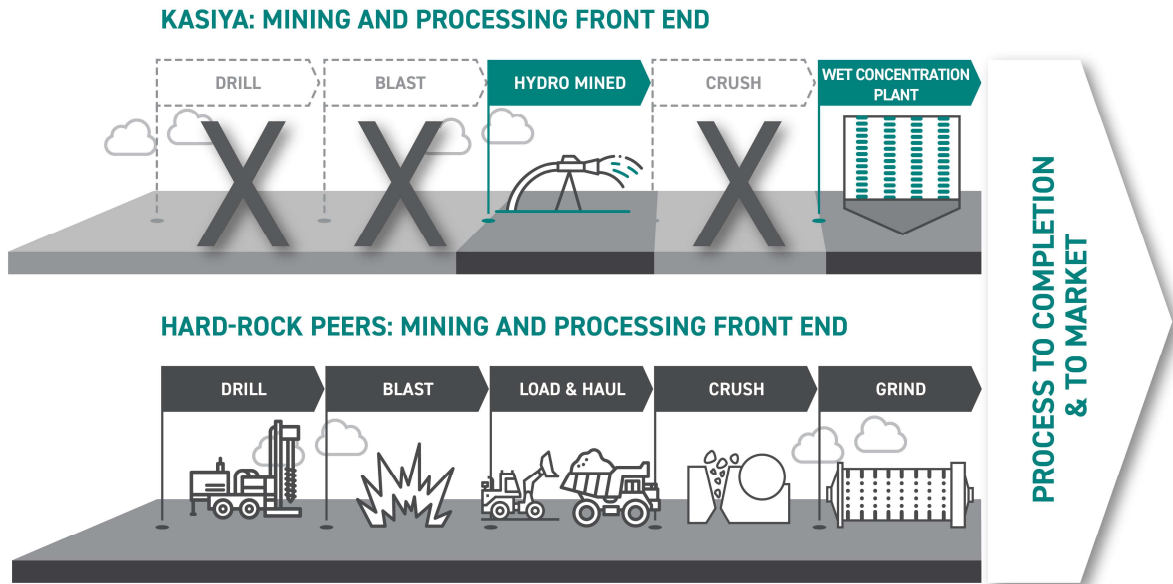 KASIYA: MINING AND PROCESSING FRONT END
DRILL
BLAST
HYDRO MINED
CRUSH
WET CONCENTRATION
PLANT
HARD-ROCK PEERS: MINING AND PROCESSING FRONT END
DRILL
BLAST
LOAD & HAUL
CRUSH
GRIND
PROCESS TO COMPLETION
& TO MARKET